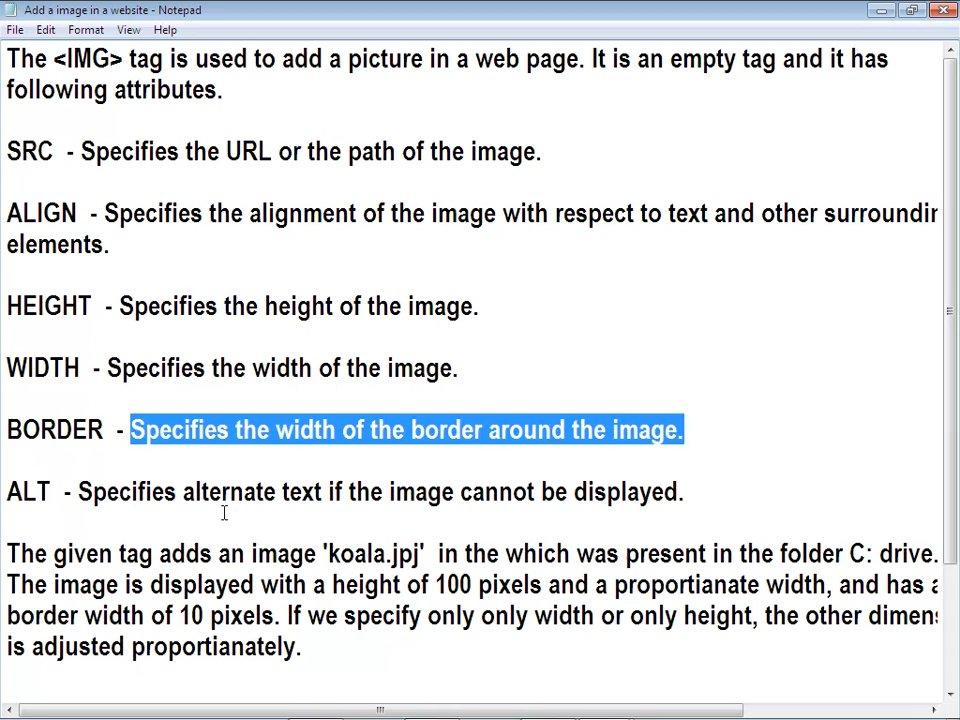 Add a image in a website - Notepad
File Edit Format View Help
The <IMG> tag is used to add a picture in a web page. It is an empty tag and it has
following attributes.
SRC - Specifies the URL or the path of the image.
ALIGN - Specifies the alignment of the image with respect to text and other surroundin
elements.
HEIGHT - Specifies the height of the image.
WIDTH - Specifies the width of the image.
BORDER - Specifies the width of the border around the image.
ALT - Specifies alternate text if the image cannot be displayed.
The given tag adds an image 'koala.jpj' in the which was present in the folder C: drive.
The image is displayed with a height of 100 pixels and a proportianate width, and has a
border width of 10 pixels. If we specify only only width or only height, the other dimens
is adjusted proportianately.